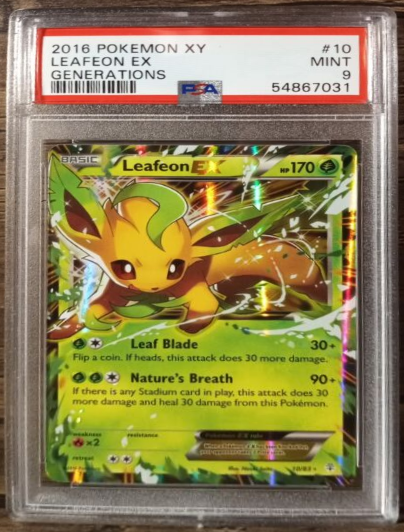 2016 POKEMON XY #10
LEAFEON EX MINT
GENERATIONS 9
PSA 54867031
BASIC Leafeon EX HP170
Leaf Blade 30+
Flip a coin. If heads, this attack does 30 more damage.
Nature's Breath 90+
If there is any Stadium card in play, this attack does 30
more damage and heal 30 damage from this Pokémon.
weakness resistance
×2
retreat
10/83